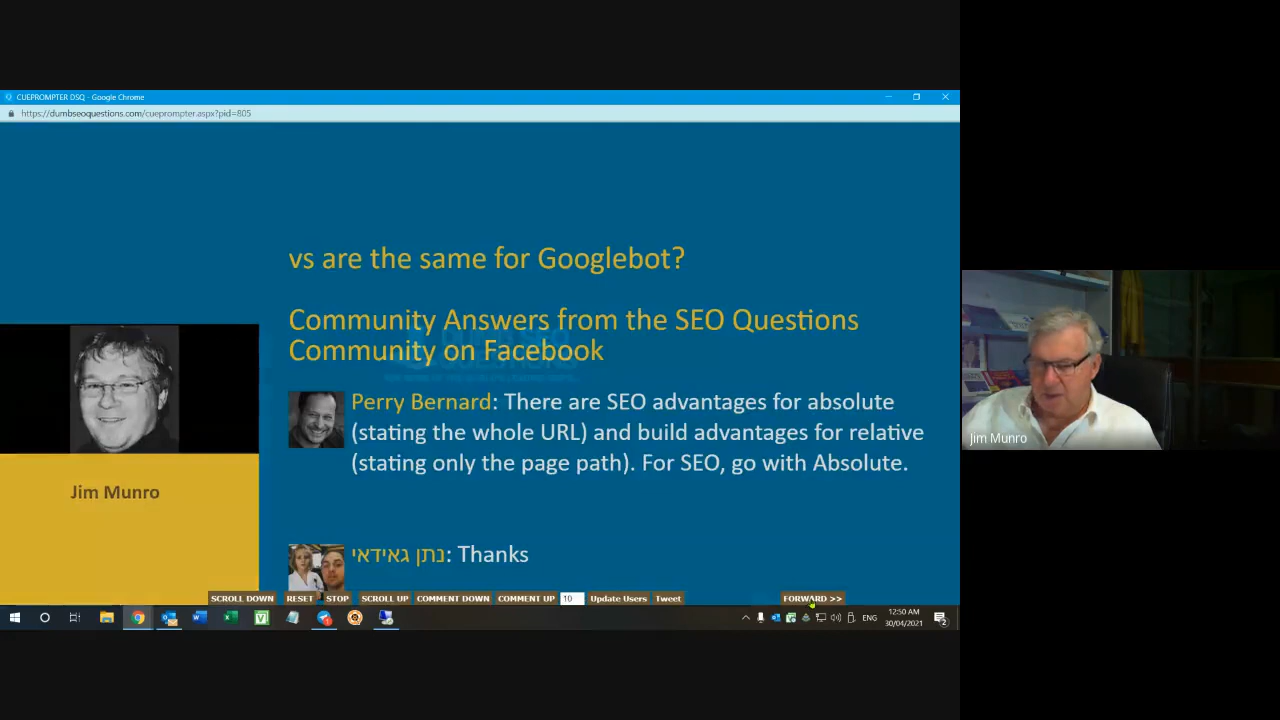 CUEPROMPTER DSQ - Google Chrome
https://dumbseoquestions.com/cueprompter.aspx?pid=805
vs are the same for Googlebot?
Community Answers from the SEO Questions
Community on Facebook
Perry Bernard: There are SEO advantages for absolute
(stating the whole URL) and build advantages for relative
(stating only the page path). For SEO, go with Absolute.
Jim Munro
Jim Munro
נתן גאידאי: Thanks
SCROLL DOWN RESET STOP SCROLL UP COMMENT DOWN COMMENT UP 10 Update Users Tweet FORWARD >>
ENG
12:50 AM
30/04/2021
2